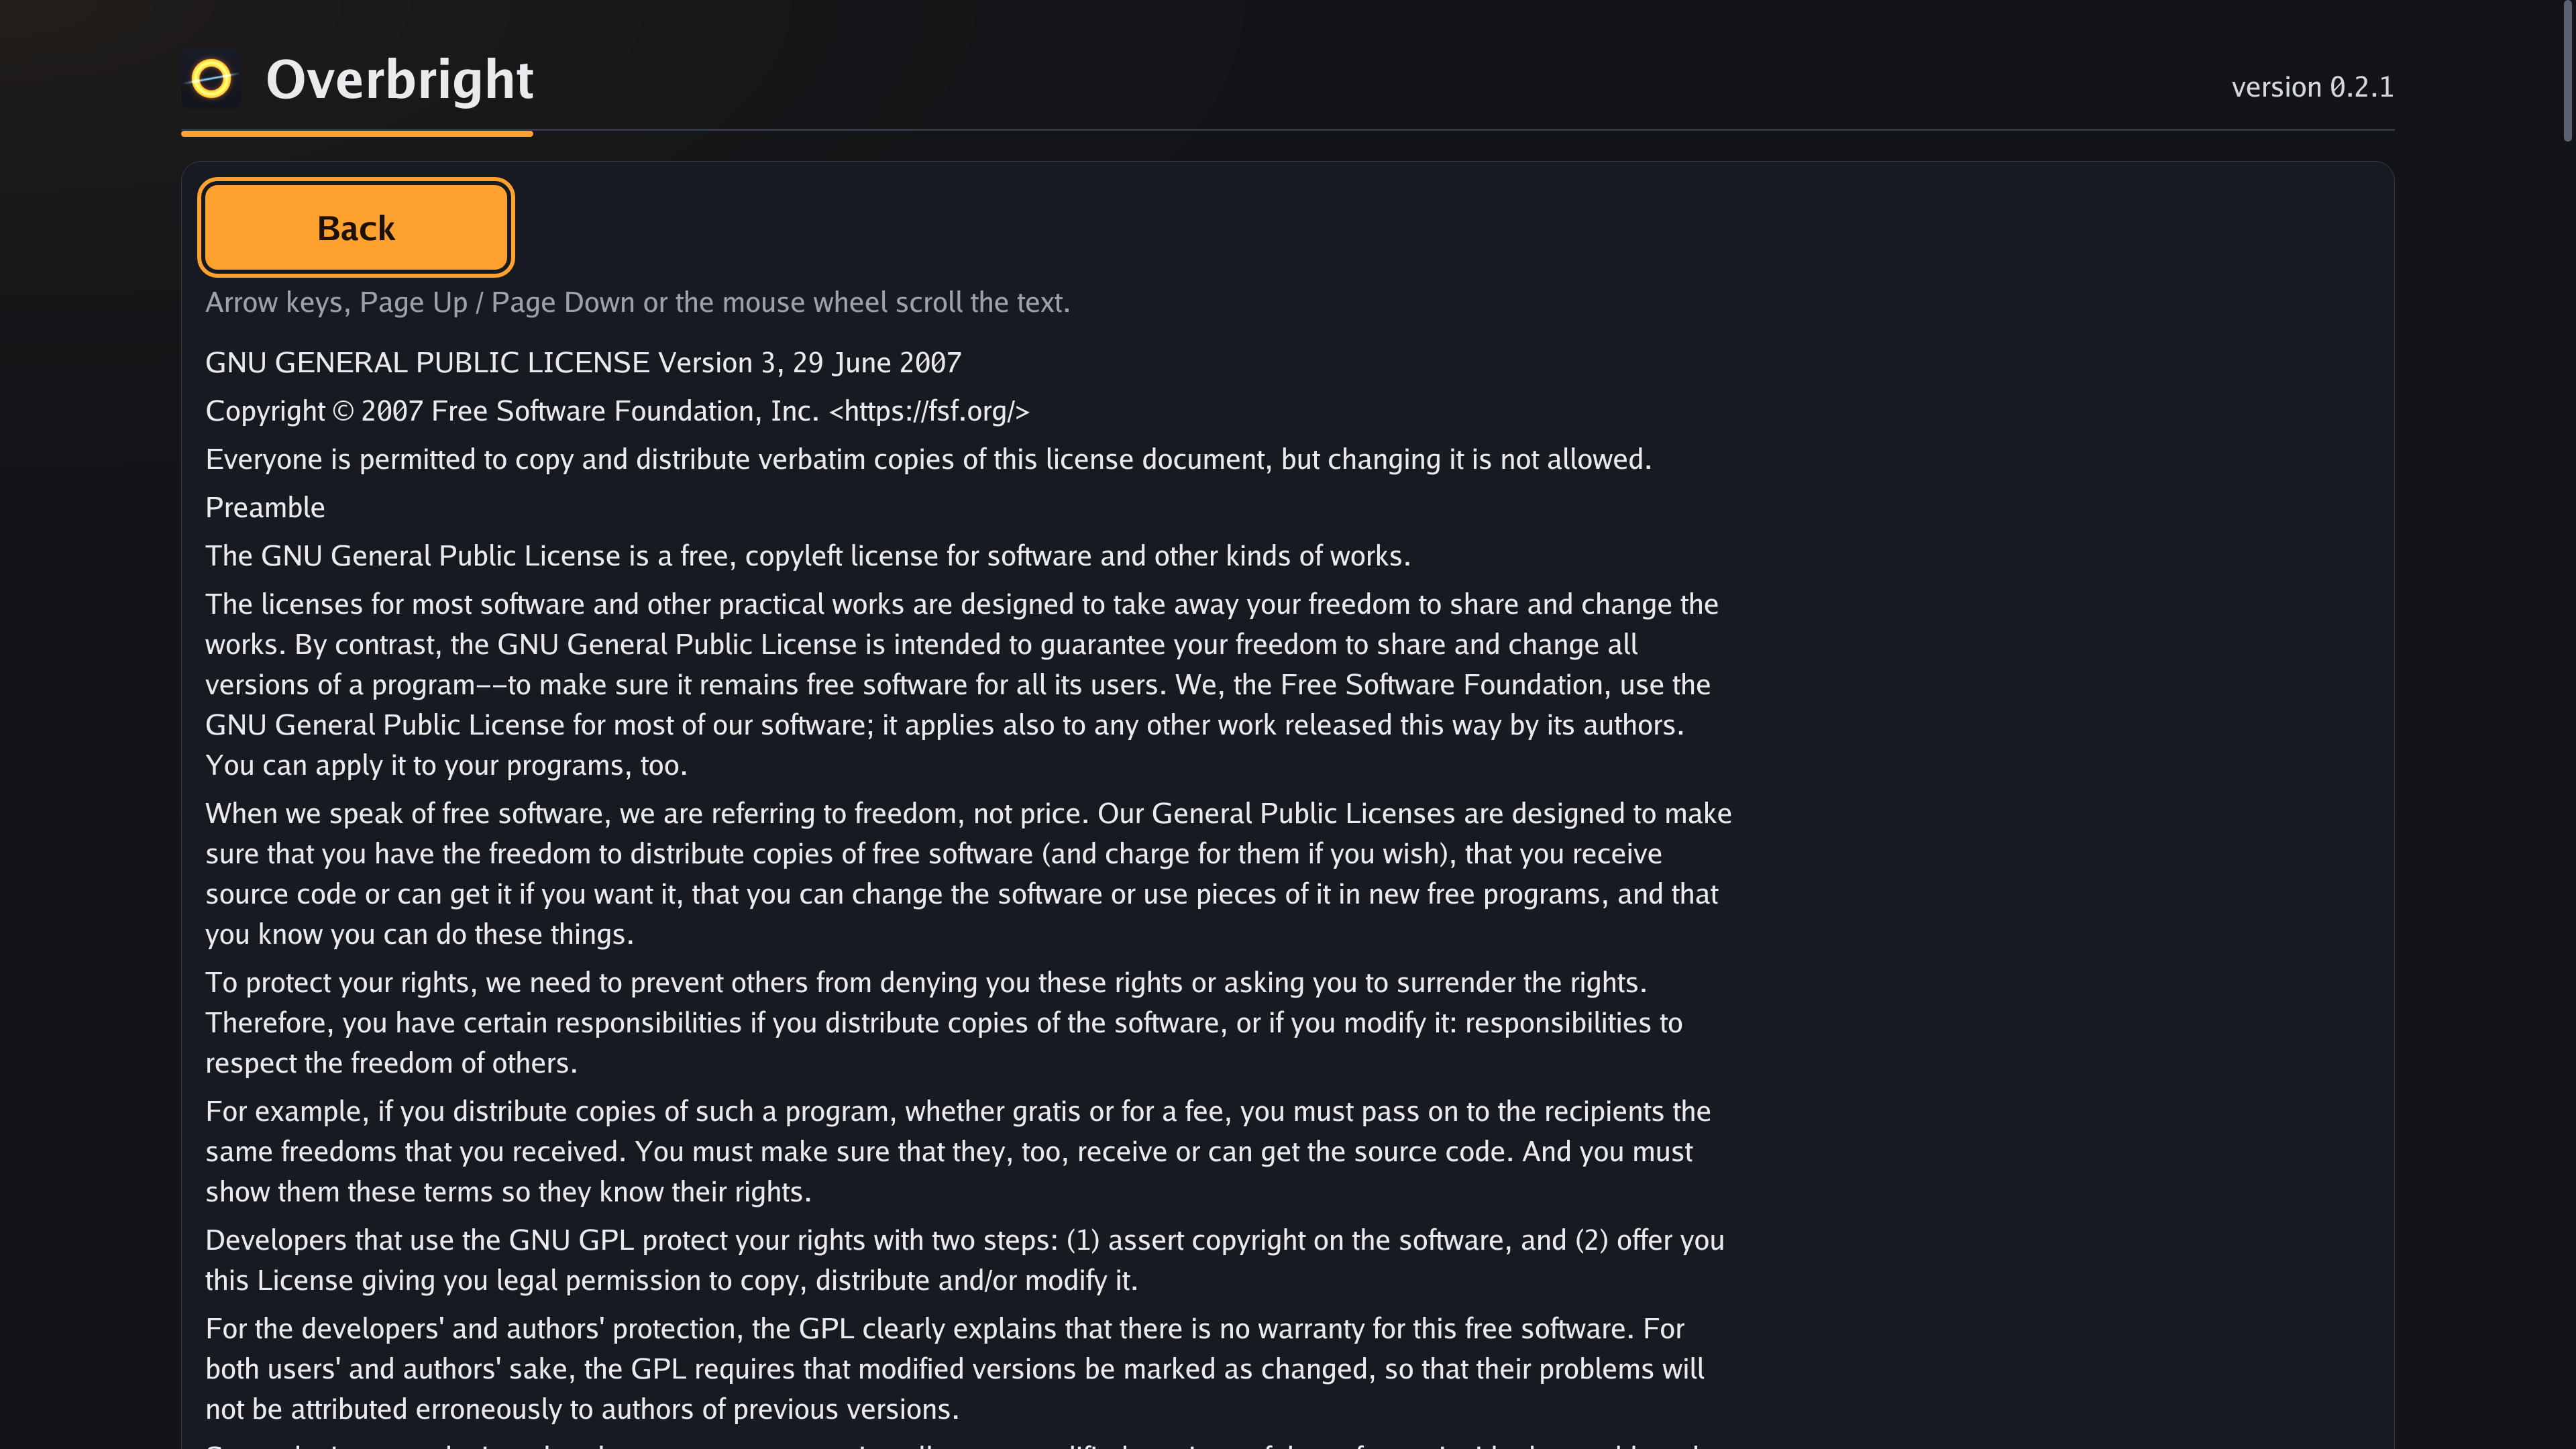 Overbright
version 0.2.1
Back
Arrow keys, Page Up / Page Down or the mouse wheel scroll the text.
GNU GENERAL PUBLIC LICENSE Version 3, 29 June 2007
Copyright © 2007 Free Software Foundation, Inc. <https://fsf.org/>
Everyone is permitted to copy and distribute verbatim copies of this license document, but changing it is not allowed.
Preamble
The GNU General Public License is a free, copyleft license for software and other kinds of works.
The licenses for most software and other practical works are designed to take away your freedom to share and change the
works. By contrast, the GNU General Public License is intended to guarantee your freedom to share and change all
versions of a program--to make sure it remains free software for all its users. We, the Free Software Foundation, use the
GNU General Public License for most of our software; it applies also to any other work released this way by its authors.
You can apply it to your programs, too.
When we speak of free software, we are referring to freedom, not price. Our General Public Licenses are designed to make
sure that you have the freedom to distribute copies of free software (and charge for them if you wish), that you receive
source code or can get it if you want it, that you can change the software or use pieces of it in new free programs, and that
you know you can do these things.
To protect your rights, we need to prevent others from denying you these rights or asking you to surrender the rights.
Therefore, you have certain responsibilities if you distribute copies of the software, or if you modify it: responsibilities to
respect the freedom of others.
For example, if you distribute copies of such a program, whether gratis or for a fee, you must pass on to the recipients the
same freedoms that you received. You must make sure that they, too, receive or can get the source code. And you must
show them these terms so they know their rights.
Developers that use the GNU GPL protect your rights with two steps: (1) assert copyright on the software, and (2) offer you
this License giving you legal permission to copy, distribute and/or modify it.
For the developers' and authors' protection, the GPL clearly explains that there is no warranty for this free software. For
both users' and authors' sake, the GPL requires that modified versions be marked as changed, so that their problems will
not be attributed erroneously to authors of previous versions.